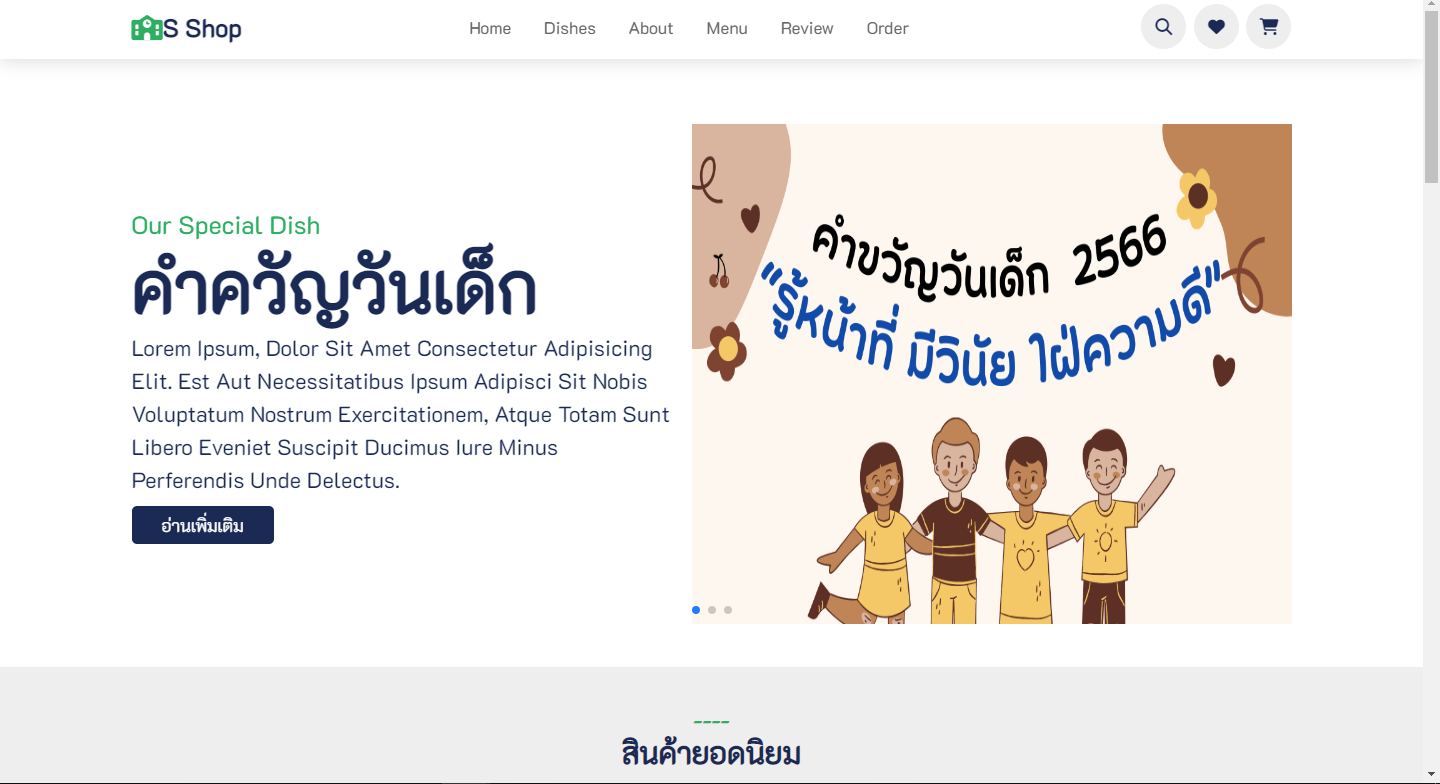 S Shop
Home Dishes About Menu Review Order
Our Special Dish
คำควัญวันเด็ก
Lorem Ipsum, Dolor Sit Amet Consectetur Adipisicing
Elit. Est Aut Necessitatibus Ipsum Adipisci Sit Nobis
Voluptatum Nostrum Exercitationem, Atque Totam Sunt
Libero Eveniet Suscipit Ducimus Iure Minus
Perferendis Unde Delectus.
อ่านเพิ่มเติม
คำขวัญวันเด็ก 2566
"รู้หน้าที่ มีวินัย ใฝ่ความดี"
----
สินค้ายอดนิยม